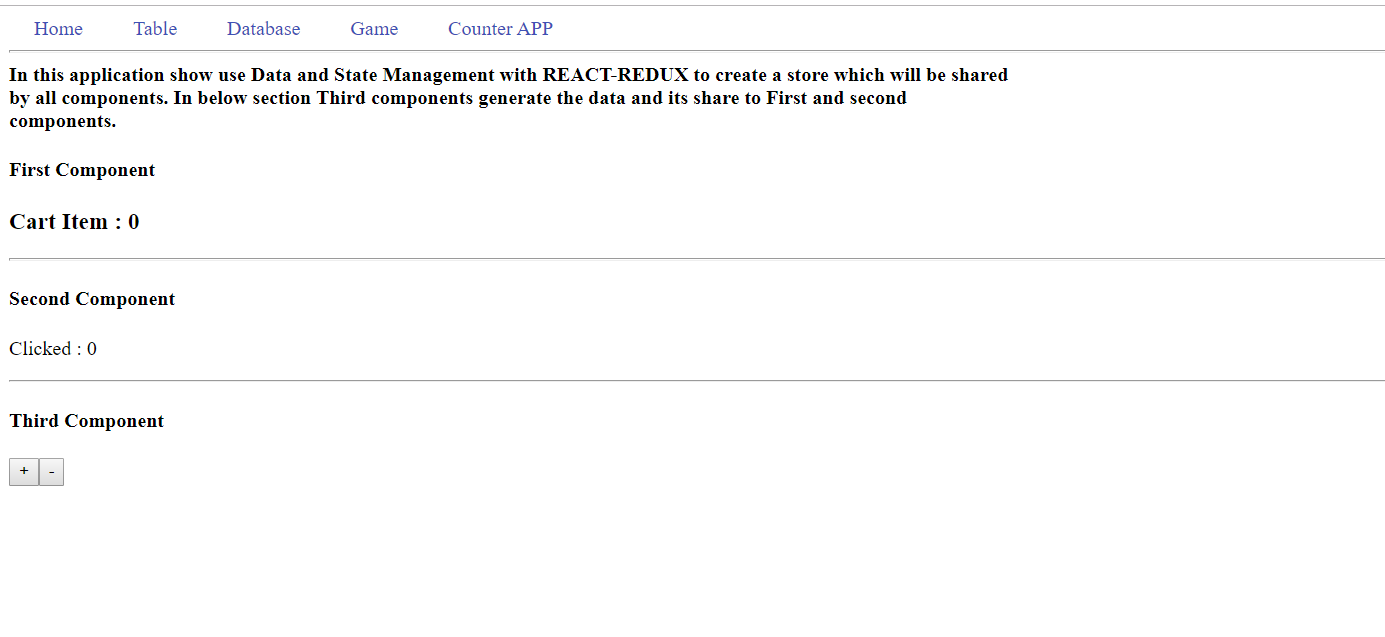 Home Table Database Game Counter APP
In this application show use Data and State Management with REACT-REDUX to create a store which will be shared
by all components. In below section Third components generate the data and its share to First and second
components.
First Component
Cart Item : 0
Second Component
Clicked : 0
Third Component
+ -